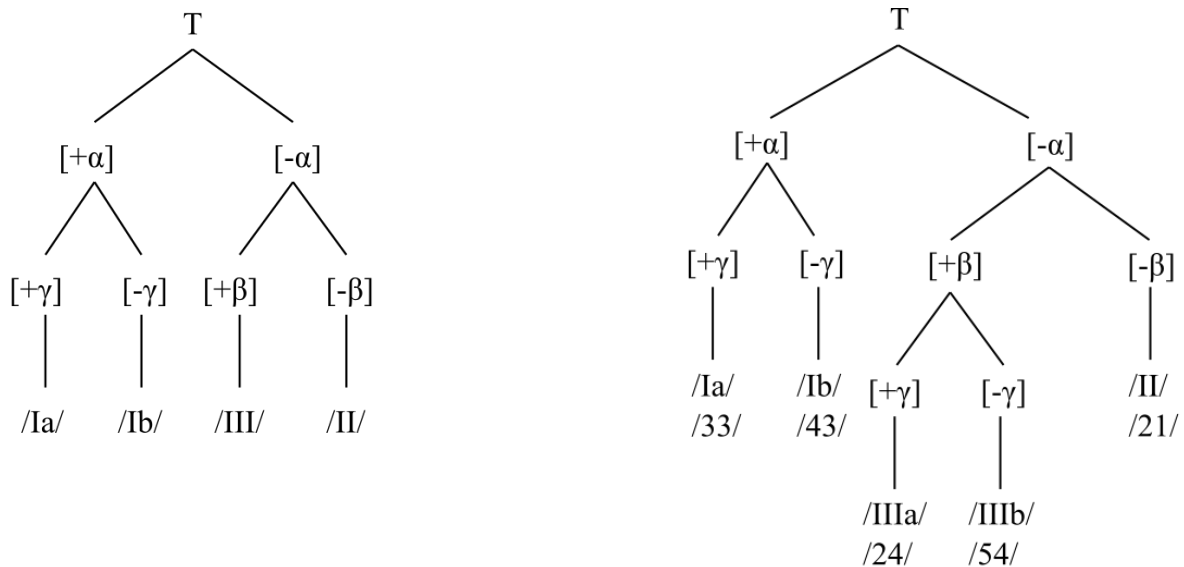 T
[+α] [-α]
[+γ] [-γ] [+β] [-β]
/Ia/ /Ib/ /III/ /II/
T
[+α] [-α]
[+γ] [-γ] [+β] [-β]
/Ia/ /Ib/ [+γ] [-γ] /II/
/33/ /43/ /21/
/IIIa/ /IIIb/
/24/ /54/